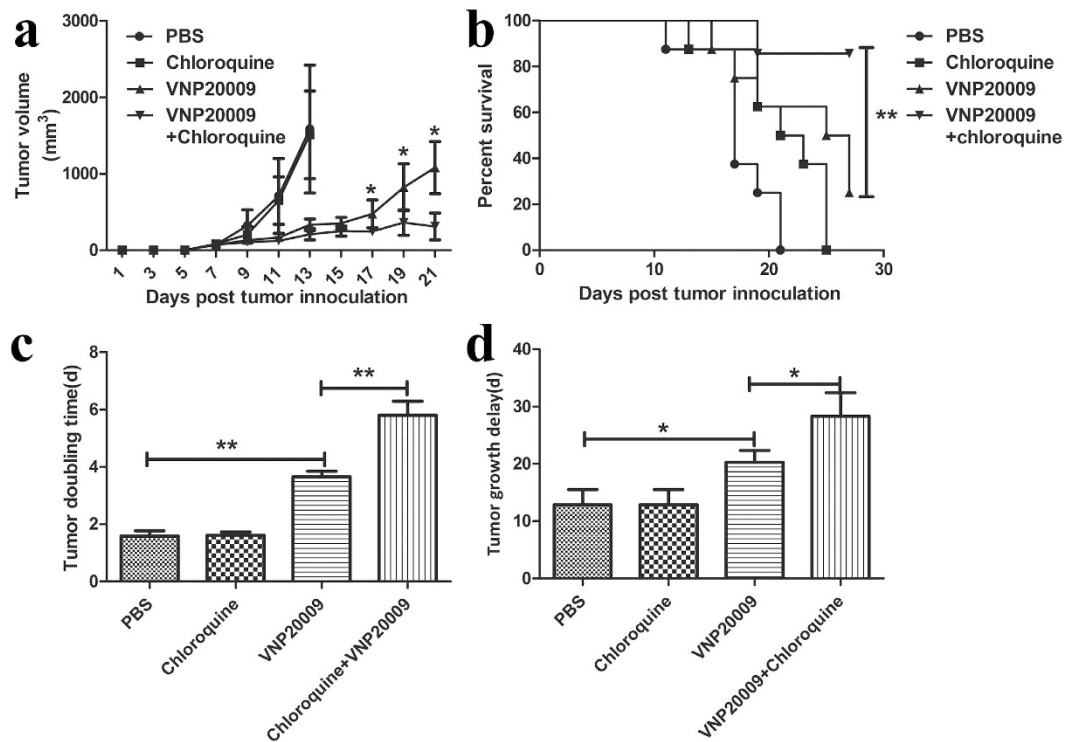 a
3000
2000
1000
0
Tumor volume
(mm³)
PBS
Chloroquine
VNP20009
VNP20009
+Chloroquine
* * *
1 3 5 7 9 11 13 15 17 19 21
Days post tumor innoculation
b
100
80
60
40
20
0
Percent survival
0 10 20 30
Days post tumor innoculation
PBS
Chloroquine
VNP20009
VNP20009
+chloroquine
**
c
8
6
4
2
0
Tumor doubling time(d)
**
**
PBS
Chloroquine
VNP20009
Chloroquine+VNP20009
d
40
30
20
10
0
Tumor growth delay(d)
*
*
PBS
Chloroquine
VNP20009
VNP20009+Chloroquine